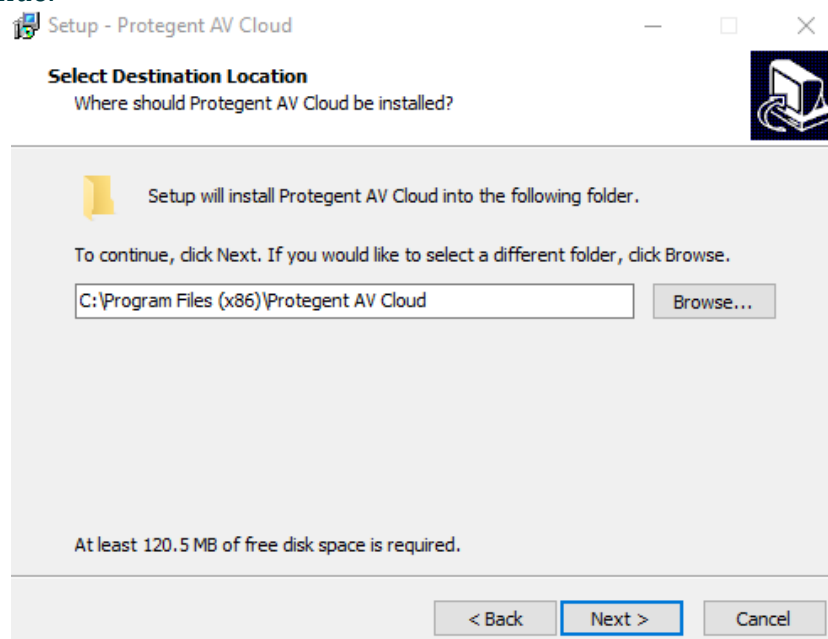 Setup - Protegent AV Cloud
Select Destination Location
Where should Protegent AV Cloud be installed?
Setup will install Protegent AV Cloud into the following folder.
To continue, click Next. If you would like to select a different folder, click Browse.
C:\Program Files (x86)\Protegent AV Cloud
Browse...
At least 120.5 MB of free disk space is required.
< Back
Next >
Cancel